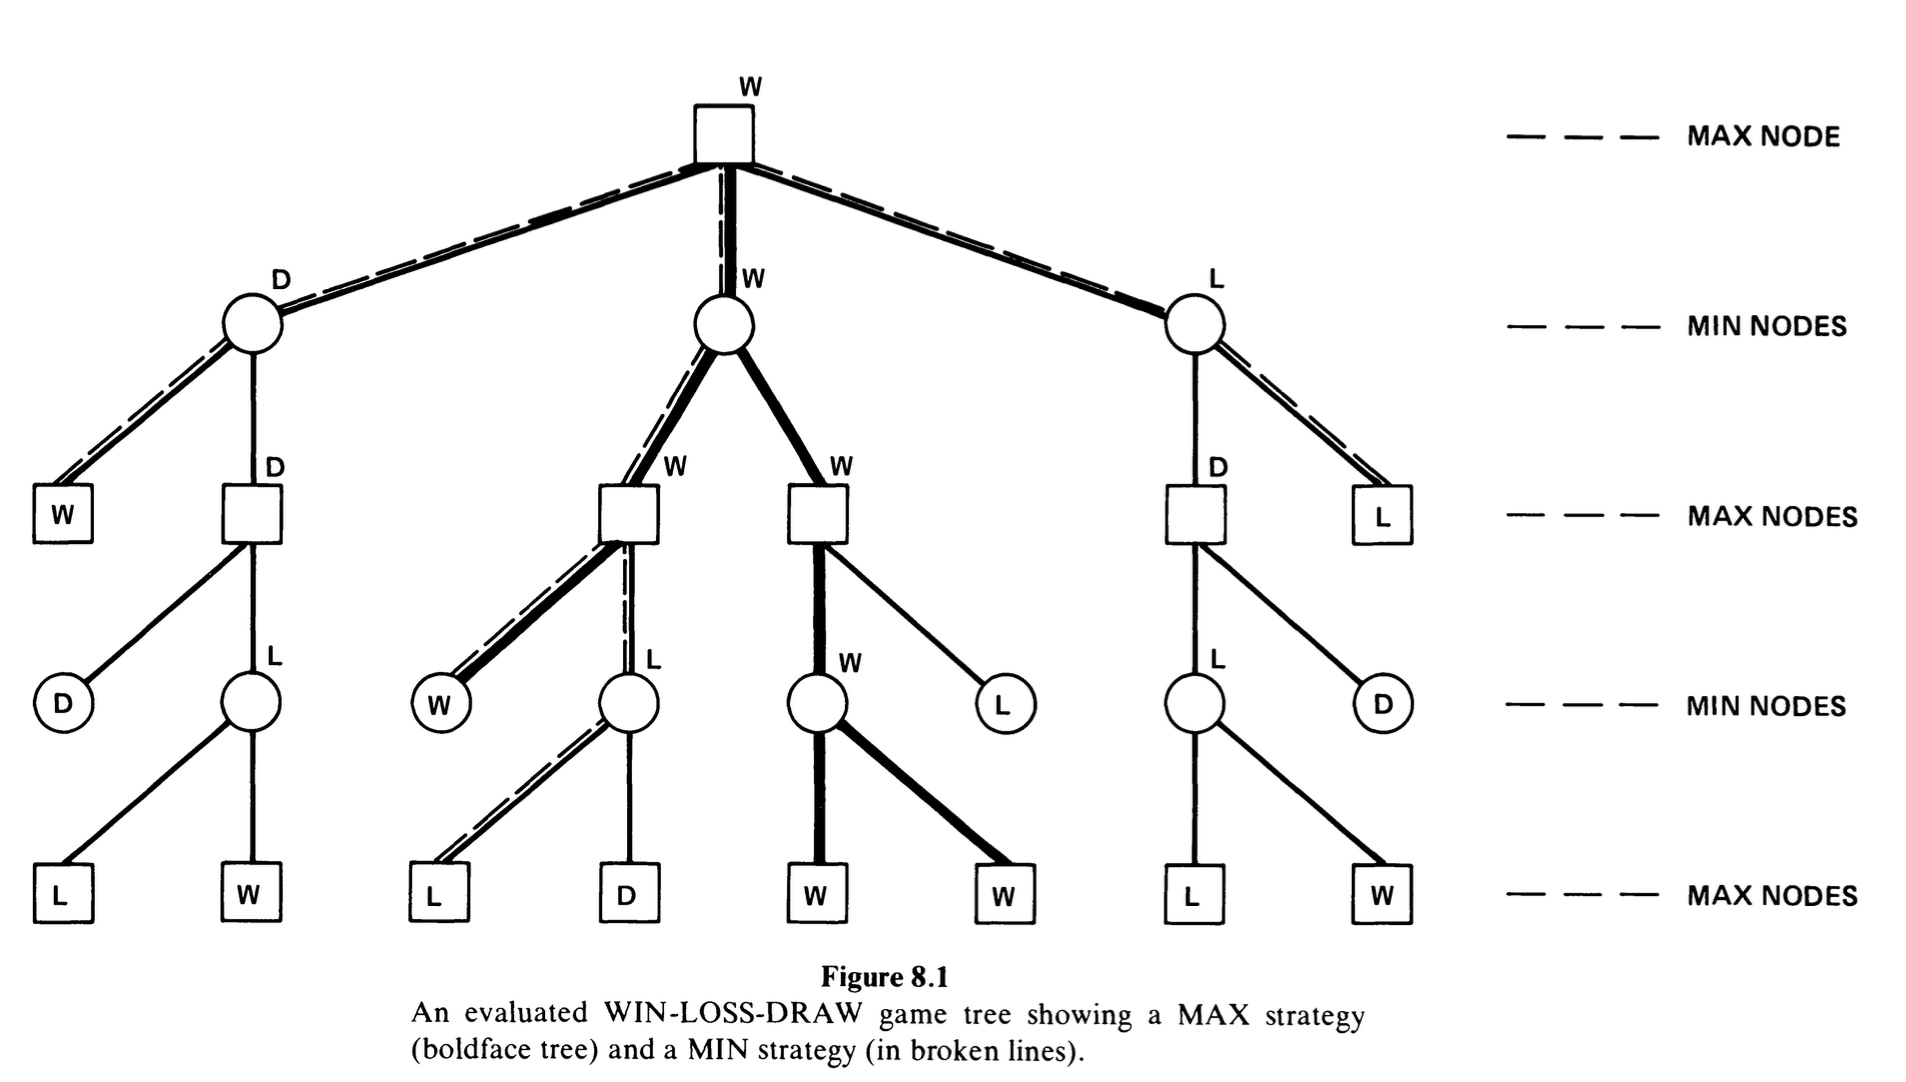 W
MAX NODE
D W L
MIN NODES
W D W W D L
MAX NODES
D L W L W L L D
MIN NODES
L W L D W W L W
MAX NODES
Figure 8.1
An evaluated WIN-LOSS-DRAW game tree showing a MAX strategy
(boldface tree) and a MIN strategy (in broken lines).